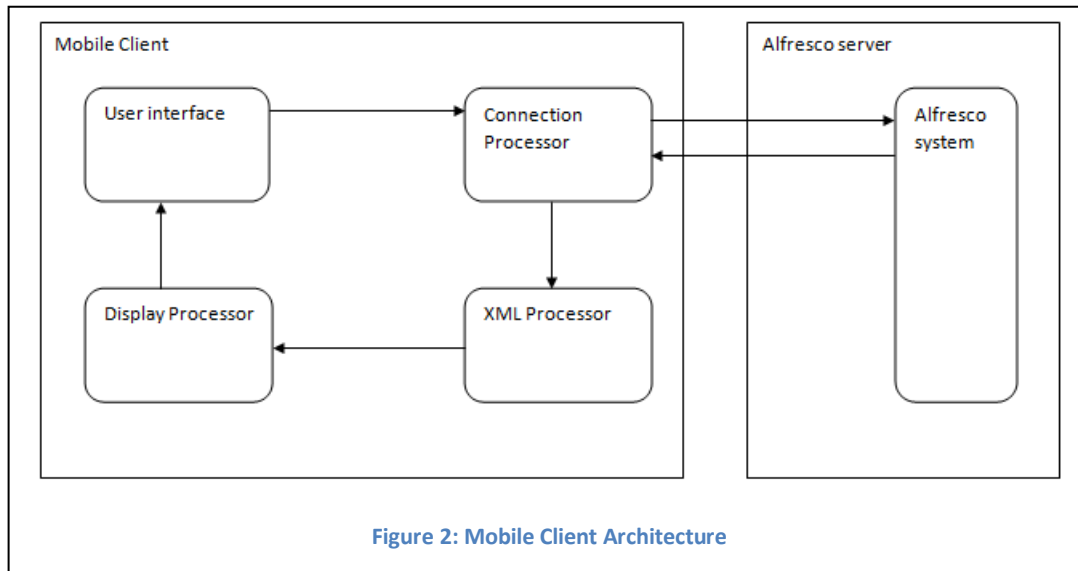 Mobile Client
Alfresco server
User interface
Connection
Processor
Alfresco
system
Display Processor
XML Processor
Figure 2: Mobile Client Architecture